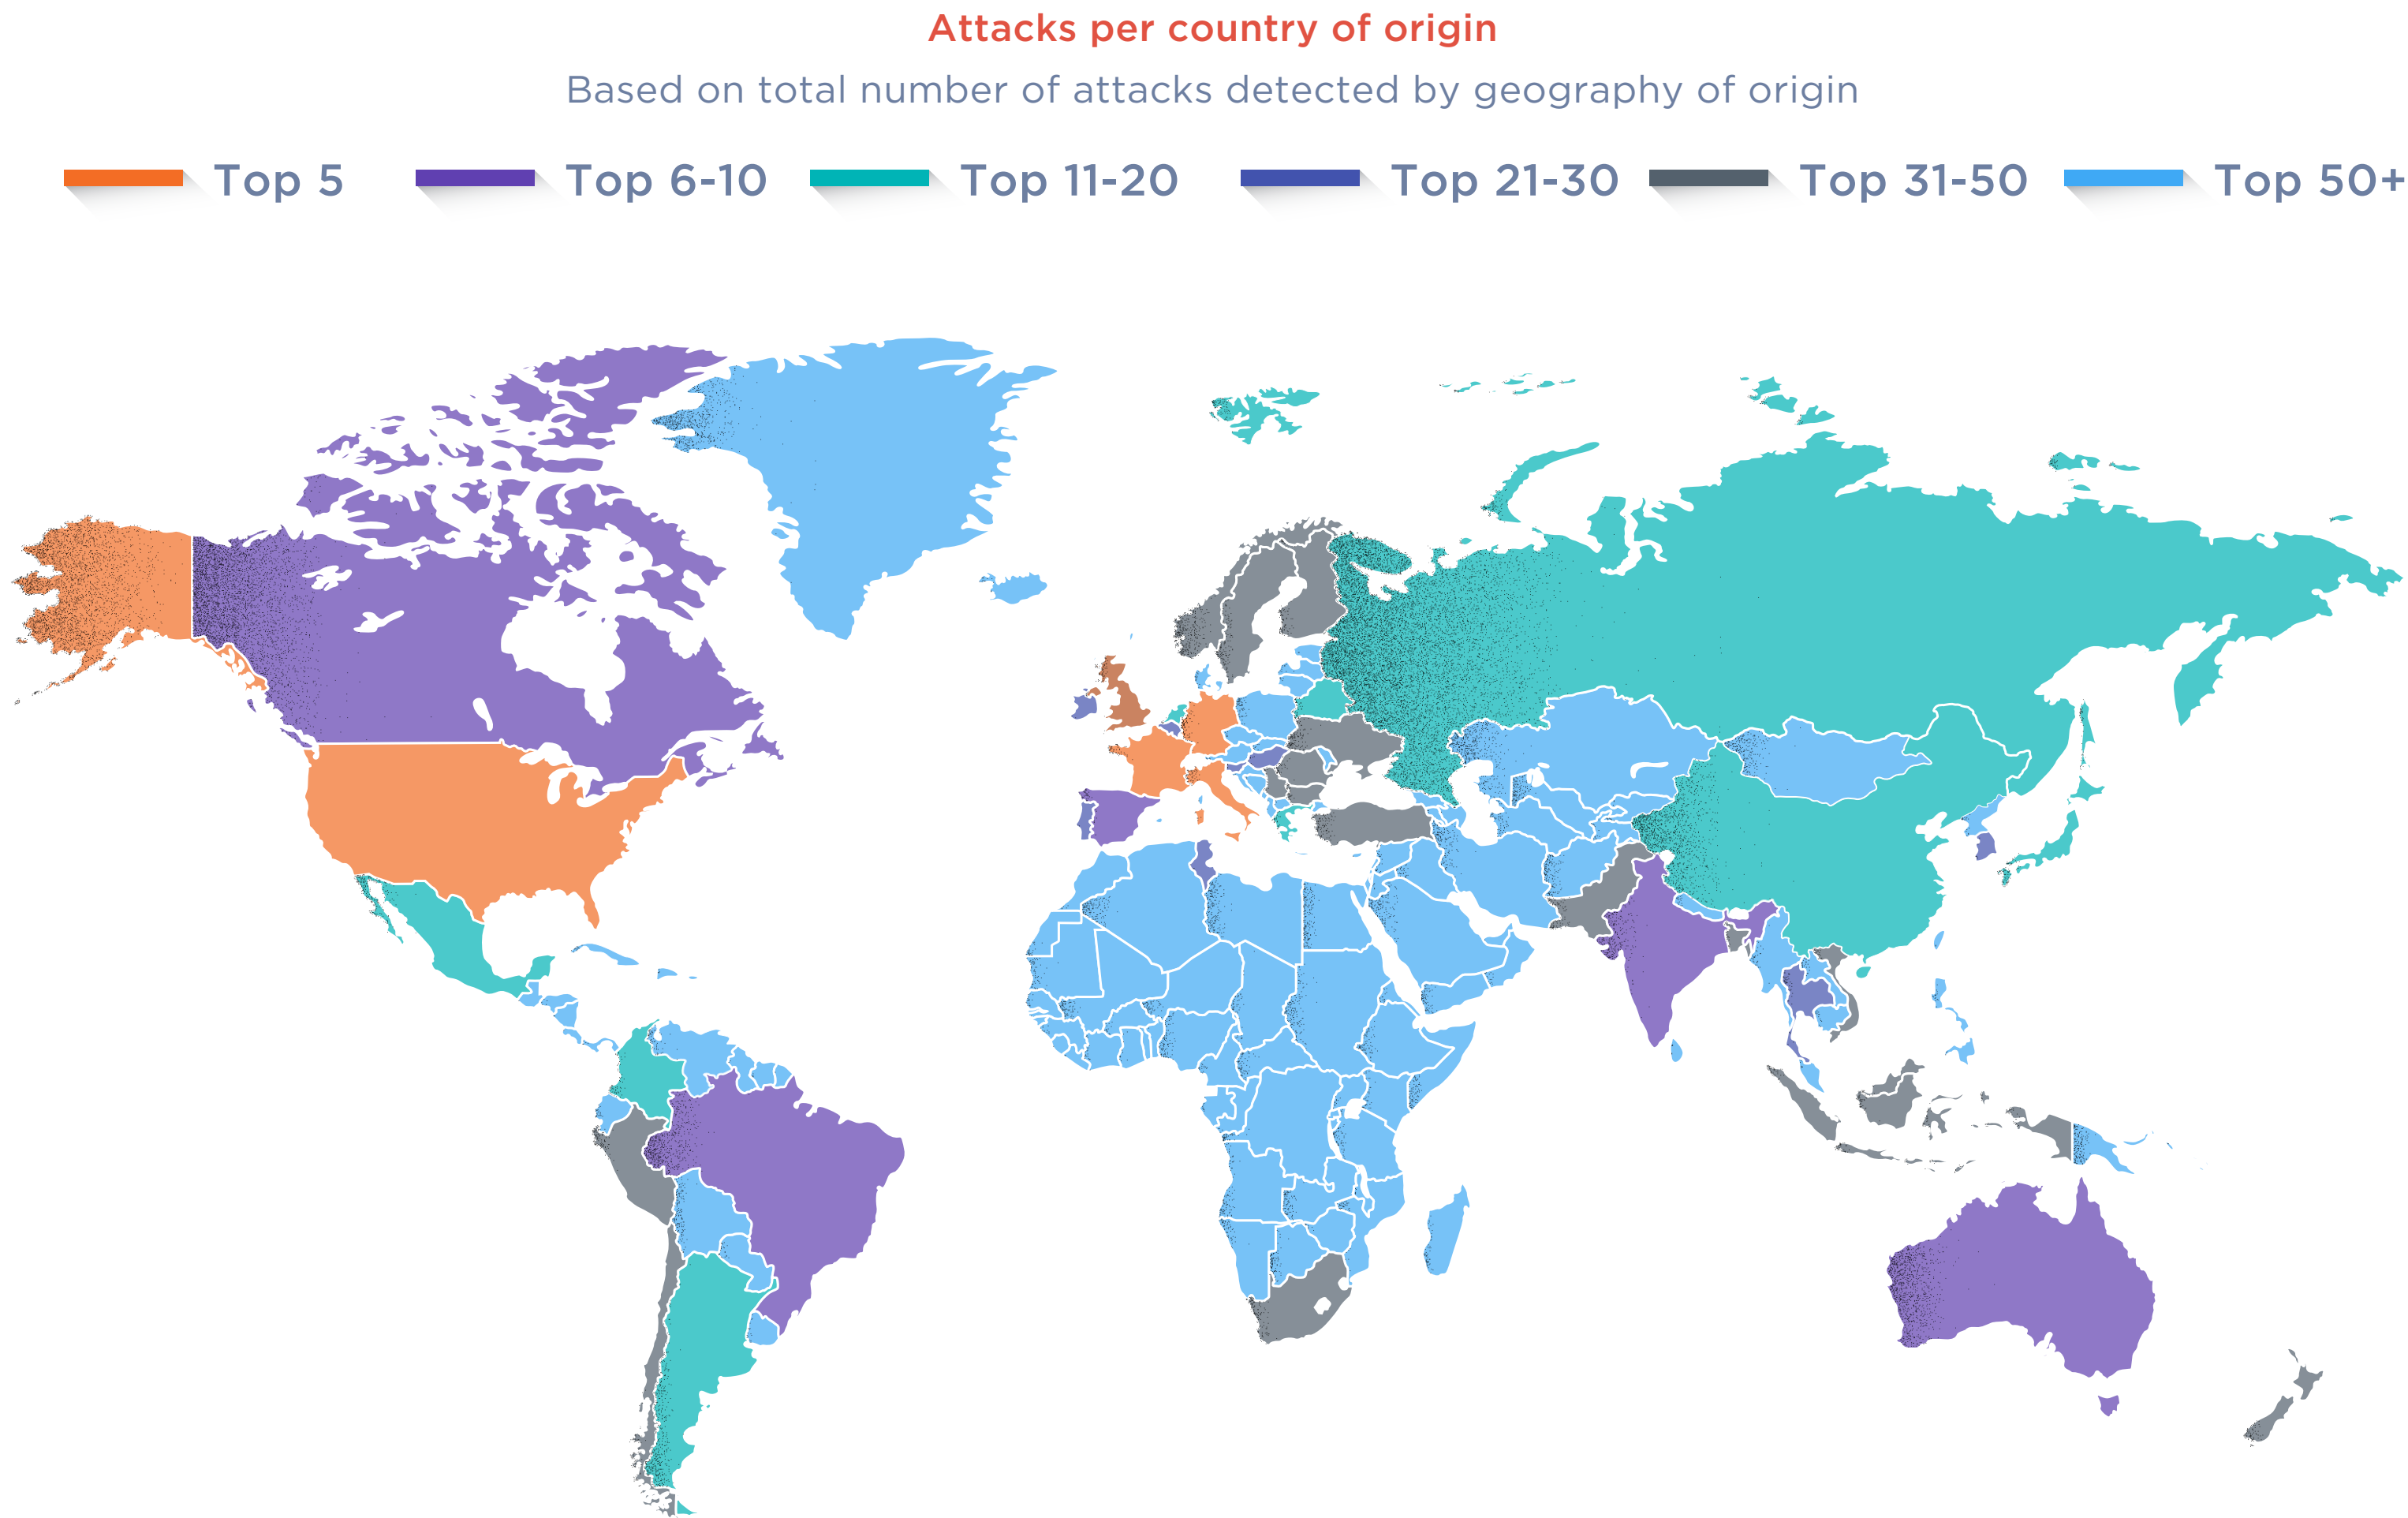 Attacks per country of origin
Based on total number of attacks detected by geography of origin
Top 5 Top 6-10 Top 11-20 Top 21-30 Top 31-50 Top 50+